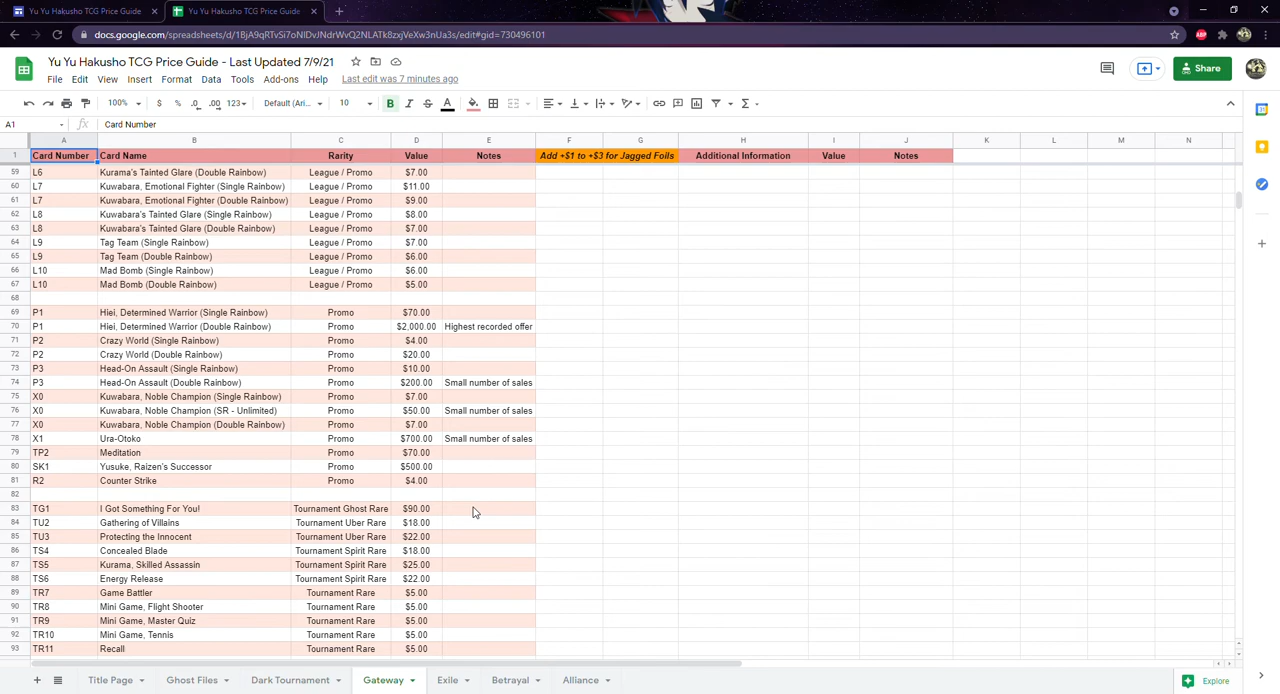 Yu Yu Hakusho TCG Price Guide
Yu Yu Hakusho TCG Price Guide
docs.google.com/spreadsheets/d/1BjA9qRTvSi7oNIDvJNdrWvQ2NLATk8zxjVeXw3nUa3s/edit#gid=730496101
Yu Yu Hakusho TCG Price Guide - Last Updated 7/9/21
File Edit View Insert Format Data Tools Add-ons Help Last edit was 7 minutes ago
Share
100% $ % .0 .00 123 Default (Ari... 10 B I S A
A1 fx Card Number
A B C D E F G H I J K L M N
1 Card Number Card Name Rarity Value Notes Add +$1 to +$3 for Jagged Foils Additional Information Value Notes
59 L6 Kurama's Tainted Glare (Double Rainbow) League / Promo $7.00
60 L7 Kuwabara, Emotional Fighter (Single Rainbow) League / Promo $11.00
61 L7 Kuwabara, Emotional Fighter (Double Rainbow) League / Promo $9.00
62 L8 Kuwabara's Tainted Glare (Single Rainbow) League / Promo $8.00
63 L8 Kuwabara's Tainted Glare (Double Rainbow) League / Promo $7.00
64 L9 Tag Team (Single Rainbow) League / Promo $7.00
65 L9 Tag Team (Double Rainbow) League / Promo $6.00
66 L10 Mad Bomb (Single Rainbow) League / Promo $6.00
67 L10 Mad Bomb (Double Rainbow) League / Promo $5.00
68
69 P1 Hiei, Determined Warrior (Single Rainbow) Promo $70.00
70 P1 Hiei, Determined Warrior (Double Rainbow) Promo $2,000.00 Highest recorded offer
71 P2 Crazy World (Single Rainbow) Promo $4.00
72 P2 Crazy World (Double Rainbow) Promo $20.00
73 P3 Head-On Assault (Single Rainbow) Promo $10.00
74 P3 Head-On Assault (Double Rainbow) Promo $200.00 Small number of sales
75 X0 Kuwabara, Noble Champion (Single Rainbow) Promo $7.00
76 X0 Kuwabara, Noble Champion (SR - Unlimited) Promo $50.00 Small number of sales
77 X0 Kuwabara, Noble Champion (Double Rainbow) Promo $7.00
78 X1 Ura-Otoko Promo $700.00 Small number of sales
79 TP2 Meditation Promo $70.00
80 SK1 Yusuke, Raizen's Successor Promo $500.00
81 R2 Counter Strike Promo $4.00
82
83 TG1 I Got Something For You! Tournament Ghost Rare $90.00
84 TU2 Gathering of Villains Tournament Uber Rare $18.00
85 TU3 Protecting the Innocent Tournament Uber Rare $22.00
86 TS4 Concealed Blade Tournament Spirit Rare $18.00
87 TS5 Kurama, Skilled Assassin Tournament Spirit Rare $25.00
88 TS6 Energy Release Tournament Spirit Rare $22.00
89 TR7 Game Battler Tournament Rare $5.00
90 TR8 Mini Game, Flight Shooter Tournament Rare $5.00
91 TR9 Mini Game, Master Quiz Tournament Rare $5.00
92 TR10 Mini Game, Tennis Tournament Rare $5.00
93 TR11 Recall Tournament Rare $5.00
Title Page Ghost Files Dark Tournament Gateway Exile Betrayal Alliance Explore